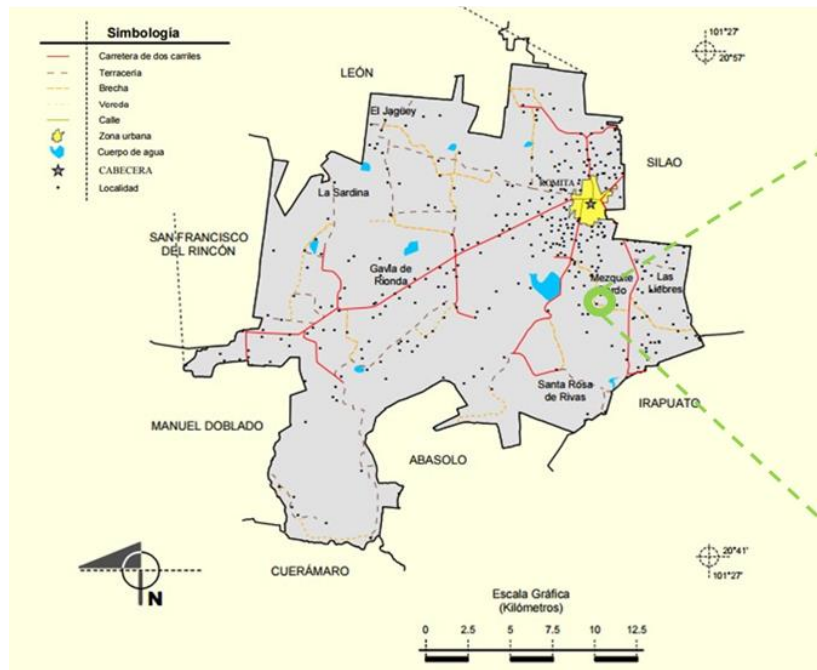 Simbología
Carretera de dos carriles
Terracería
Brecha
Vereda
Calle
Zona urbana
Cuerpo de agua
CABECERA
Localidad
101°27'
20°57'
LEÓN
El Jagüey
SILAO
ROMITA
La Sardina
SAN FRANCISCO
DEL RINCÓN
Gavia de
Rionda
Mezquite
Las
Liebres
Santa Rosa
de Rivas
IRAPUATO
MANUEL DOBLADO
ABASOLO
CUERÁMARO
N
20°41'
101°27'
Escala Gráfica
(Kilómetros)
0 2.5 5 7.5 10 12.5